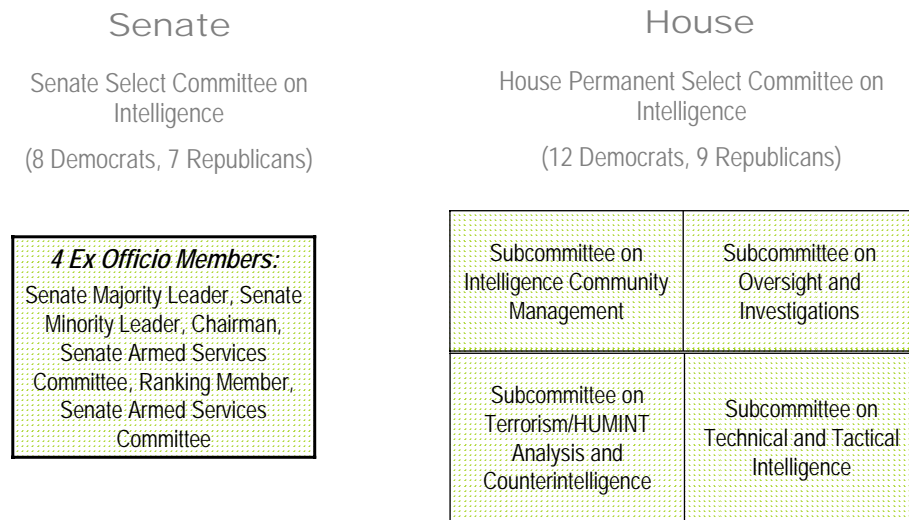 Senate
Senate Select Committee on
Intelligence
(8 Democrats, 7 Republicans)
4 Ex Officio Members:
Senate Majority Leader, Senate
Minority Leader, Chairman,
Senate Armed Services
Committee, Ranking Member,
Senate Armed Services
Committee
House
House Permanent Select Committee on
Intelligence
(12 Democrats, 9 Republicans)
Subcommittee on
Intelligence Community
Management
Subcommittee on
Oversight and
Investigations
Subcommittee on
Terrorism/HUMINT
Analysis and
Counterintelligence
Subcommittee on
Technical and Tactical
Intelligence